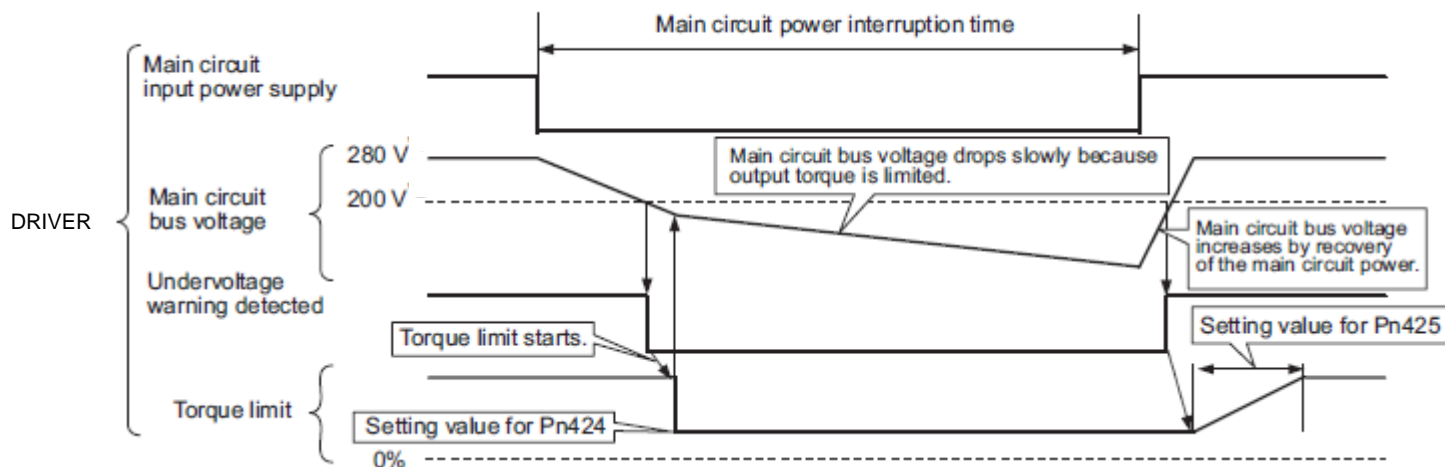 Main circuit power interruption time
Main circuit
input power supply
280 V
Main circuit bus voltage drops slowly because
output torque is limited.
Main circuit
bus voltage
200 V
DRIVER
Main circuit bus voltage
increases by recovery
of the main circuit power.
Undervoltage
warning detected
Torque limit starts.
Setting value for Pn425
Torque limit
Setting value for Pn424
0%